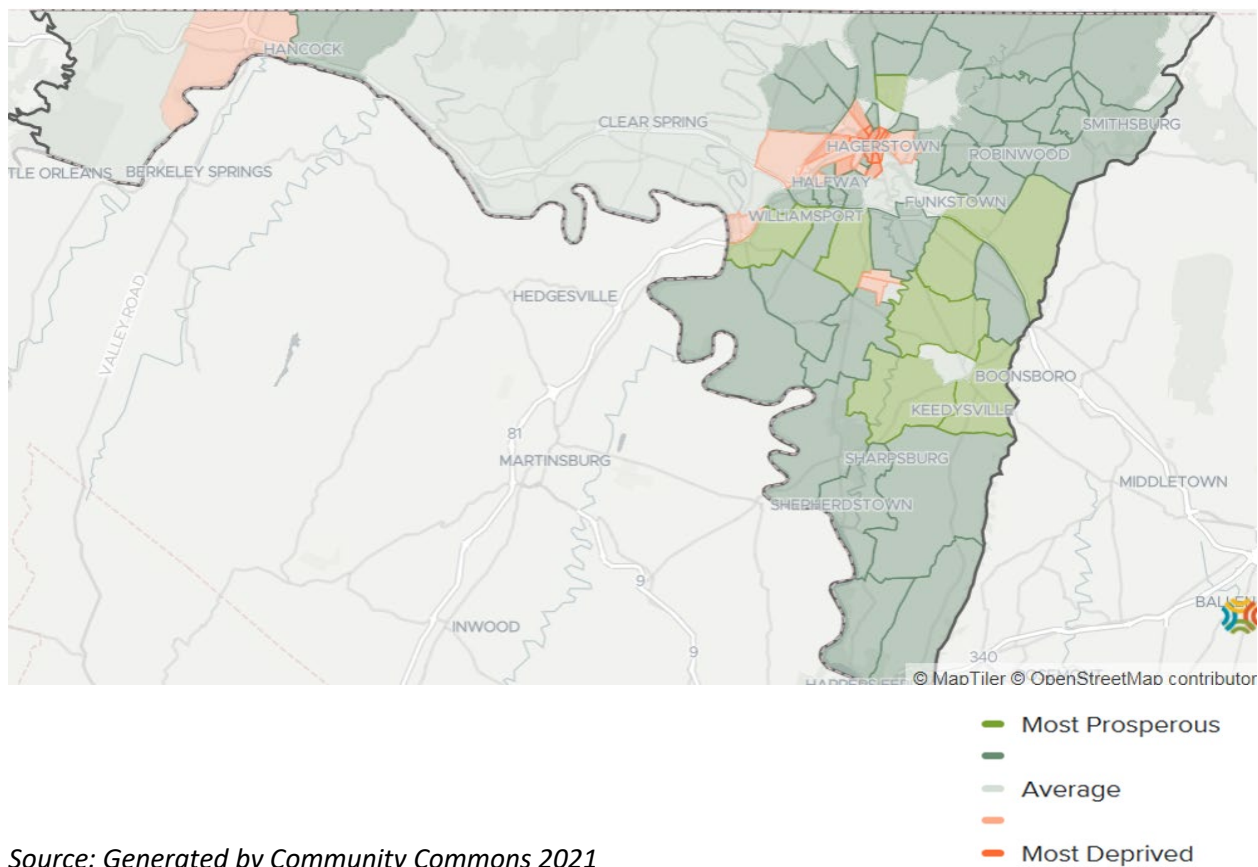 HANCOCK
CLEAR SPRING
SMITHSBURG
HAGERSTOWN
ROBINWOOD
TLE ORLEANS
BERKELEY SPRINGS
HALFWAY
FUNKSTOWN
WILLIAMSPORT
HEDGESVILLE
VALLEY ROAD
BOONSBORO
KEEDYSVILLE
81
MARTINSBURG
SHARPSBURG
MIDDLETOWN
SHEPHERDSTOWN
9
BALLEN
INWOOD
9
340
© MapTiler © OpenStreetMap contributor
Most Prosperous
Average
Most Deprived
Source: Generated by Community Commons 2021